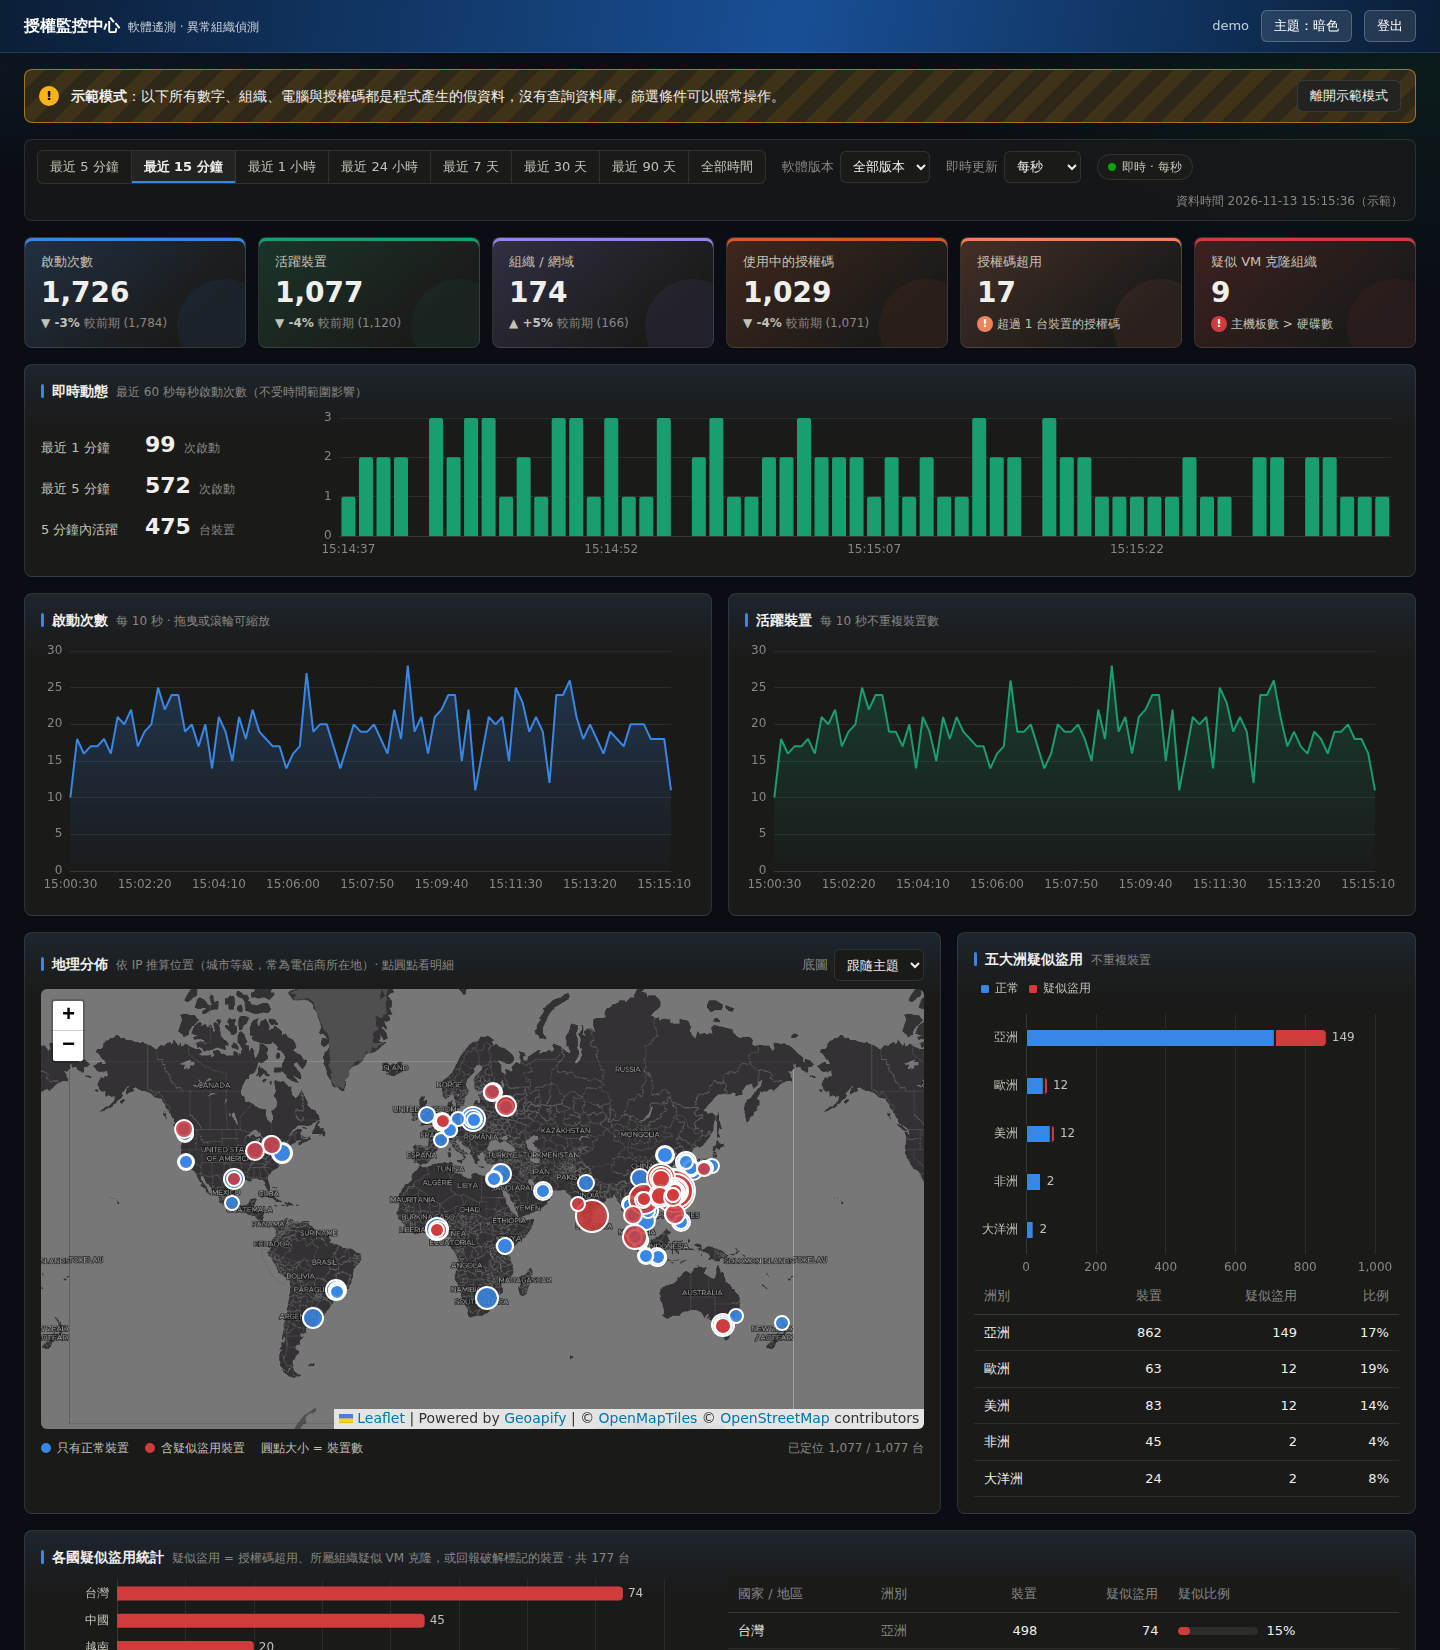 授權監控中心 軟體遙測 · 異常組織偵測
demo 主題：暗色 登出
! 示範模式：以下所有數字、組織、電腦與授權碼都是程式產生的假資料，沒有查詢資料庫。篩選條件可以照常操作。 離開示範模式
最近 5 分鐘 最近 15 分鐘 最近 1 小時 最近 24 小時 最近 7 天 最近 30 天 最近 90 天 全部時間 軟體版本 全部版本 即時更新 每秒 即時 · 每秒
資料時間 2026-11-13 15:15:36（示範）
啟動次數
1,726
▼ -3% 較前期 (1,784)
活躍裝置
1,077
▼ -4% 較前期 (1,120)
組織 / 網域
174
▲ +5% 較前期 (166)
使用中的授權碼
1,029
▼ -4% 較前期 (1,071)
授權碼超用
17
! 超過 1 台裝置的授權碼
疑似 VM 克隆組織
9
! 主機板數 > 硬碟數
即時動態 最近 60 秒每秒啟動次數（不受時間範圍影響）
最近 1 分鐘 99 次啟動
最近 5 分鐘 572 次啟動
5 分鐘內活躍 475 台裝置
3
2
1
0
15:14:37 15:14:52 15:15:07 15:15:22
啟動次數 每 10 秒 · 拖曳或滾輪可縮放
30
25
20
15
10
5
0
15:00:30 15:02:20 15:04:10 15:06:00 15:07:50 15:09:40 15:11:30 15:13:20 15:15:10
活躍裝置 每 10 秒不重複裝置數
30
25
20
15
10
5
0
15:00:30 15:02:20 15:04:10 15:06:00 15:07:50 15:09:40 15:11:30 15:13:20 15:15:10
地理分佈 依 IP 推算位置（城市等級，常為電信商所在地）· 點圓點看明細
底圖 跟隨主題
+
−
CANADA
RUSSIA
NORGE
KAZAKHSTAN
MONGOLIA
ROMÂNIA
ESPAÑA
TÜRKİYE
TURKMENISTAN
IRAN
ALGÉRIE
LIBYA
MAURITANIA
CHAD
YEMEN
ETHIOPIA
SURINAME
BRASIL
BOLIVIA
ANGOLA
MADAGASCAR
AUSTRALIA
Leaflet | Powered by Geoapify | © OpenMapTiles © OpenStreetMap contributors
只有正常裝置 含疑似盜用裝置 圓點大小 = 裝置數
已定位 1,077 / 1,077 台
五大洲疑似盜用 不重複裝置
正常 疑似盜用
亞洲 149
歐洲 12
美洲 12
非洲 2
大洋洲 2
0 200 400 600 800 1,000
洲別 裝置 疑似盜用 比例
亞洲 862 149 17%
歐洲 63 12 19%
美洲 83 12 14%
非洲 45 2 4%
大洋洲 24 2 8%
各國疑似盜用統計 疑似盜用 = 授權碼超用、所屬組織疑似 VM 克隆，或回報破解標記的裝置 · 共 177 台
台灣 74
中國 45
越南 20
國家 / 地區 洲別 裝置 疑似盜用 疑似比例
台灣 亞洲 498 74 15%